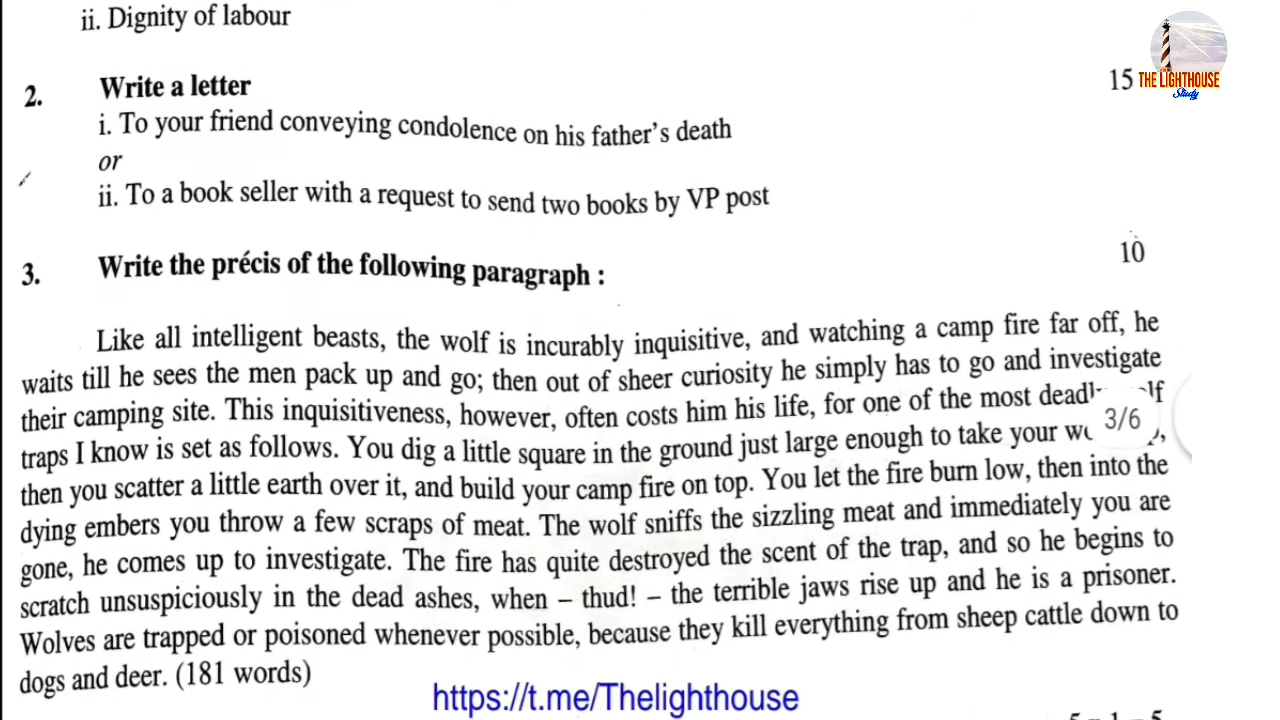 ii. Dignity of labour
THE LIGHTHOUSE
Study
2. Write a letter 15
i. To your friend conveying condolence on his father's death
or
ii. To a book seller with a request to send two books by VP post
3. Write the précis of the following paragraph : 10
Like all intelligent beasts, the wolf is incurably inquisitive, and watching a camp fire far off, he
waits till he sees the men pack up and go; then out of sheer curiosity he simply has to go and investigate
their camping site. This inquisitiveness, however, often costs him his life, for one of the most
traps I know is set as follows. You dig a little square in the ground just large enough to take your
3/6
then you scatter a little earth over it, and build your camp fire on top. You let the fire burn low, then into the
dying embers you throw a few scraps of meat. The wolf sniffs the sizzling meat and immediately you are
gone, he comes up to investigate. The fire has quite destroyed the scent of the trap, and so he begins to
scratch unsuspiciously in the dead ashes, when – thud! – the terrible jaws rise up and he is a prisoner.
Wolves are trapped or poisoned whenever possible, because they kill everything from sheep cattle down to
dogs and deer. (181 words)
https://t.me/Thelighthouse